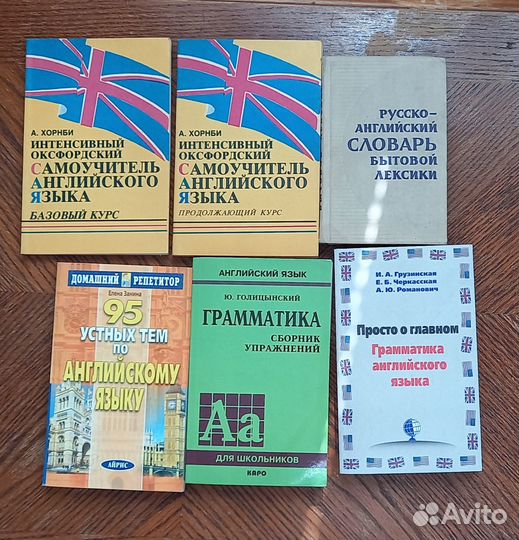 А. ХОРНБИ
ИНТЕНСИВНЫЙ
ОКСФОРДСКИЙ
САМОУЧИТЕЛЬ
АНГЛИЙСКОГО
ЯЗЫКА
БАЗОВЫЙ КУРС
А. ХОРНБИ
ИНТЕНСИВНЫЙ
ОКСФОРДСКИЙ
САМОУЧИТЕЛЬ
АНГЛИЙСКОГО
ЯЗЫКА
ПРОДОЛЖАЮЩИЙ КУРС
РУССКО-
АНГЛИЙСКИЙ
СЛОВАРЬ
БЫТОВОЙ
ЛЕКСИКИ
ДОМАШНИЙ РЕПЕТИТОР
Елена Занина
95
УСТНЫХ ТЕМ
ПО
АНГЛИЙСКОМУ
ЯЗЫКУ
АЙРИС
АНГЛИЙСКИЙ ЯЗЫК
Ю. ГОЛИЦЫНСКИЙ
ГРАММАТИКА
СБОРНИК
УПРАЖНЕНИЙ
Аа
ДЛЯ ШКОЛЬНИКОВ
КАРО
И. А. Грузинская
Е. Б. Черкасская
А. Ю. Романович
Просто о главном
Грамматика
английского
языка
Avito